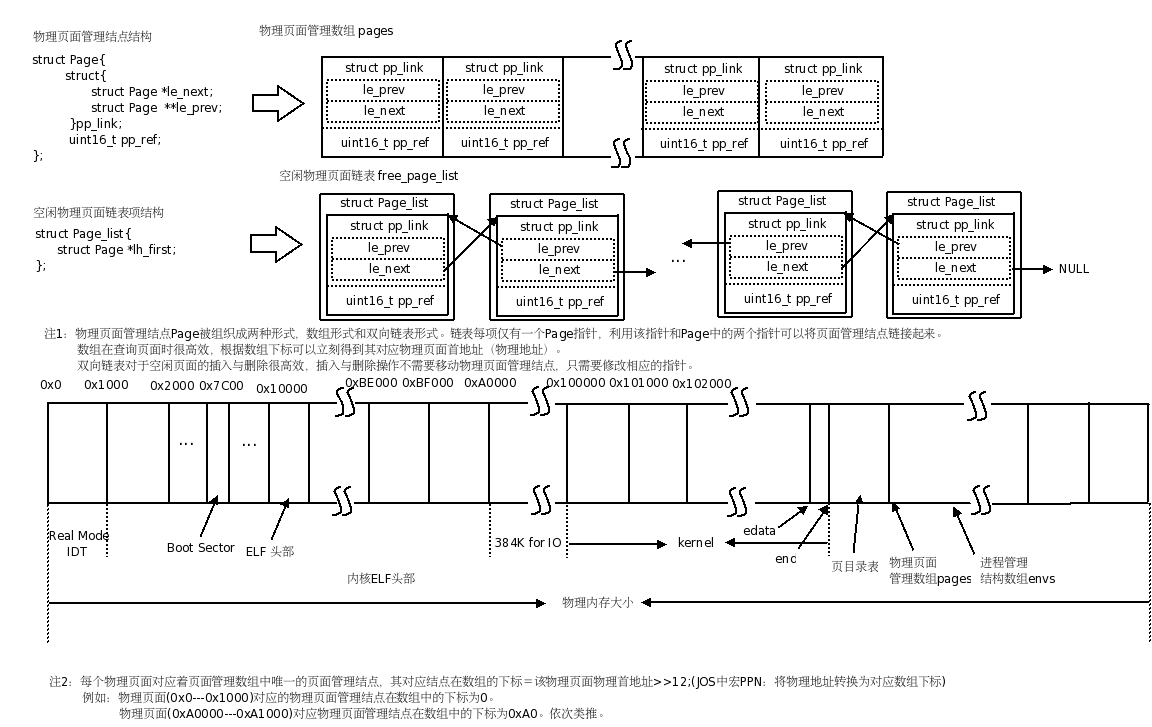 物理页面管理结点结构
struct Page{
struct{
struct Page *le_next;
struct Page **le_prev;
}pp_link;
uint16_t pp_ref;
};
物理页面管理数组 pages
struct pp_link struct pp_link struct pp_link struct pp_link
le_prev le_prev le_prev le_prev
le_next le_next le_next le_next
uint16_t pp_ref uint16_t pp_ref uint16_t pp_ref uint16_t pp_ref
空闲物理页面链表项结构
struct Page_list{
struct Page *lh_first;
};
空闲物理页面链表 free_page_list
struct Page_list struct Page_list struct Page_list struct Page_list
struct pp_link struct pp_link struct pp_link struct pp_link
le_prev le_prev ... le_prev le_prev
le_next le_next le_next le_next NULL
uint16_t pp_ref uint16_t pp_ref uint16_t pp_ref uint16_t pp_ref
注1：物理页面管理结点Page被组织成两种形式，数组形式和双向链表形式。链表每项仅有一个Page指针，利用该指针和Page中的两个指针可以将页面管理结点链接起来。
数组在查询页面时很高效，根据数组下标可以立刻得到其对应物理页面首地址（物理地址）。
双向链表对于空闲页面的插入与删除很高效，插入与删除操作不需要移动物理页面管理结点，只需要修改相应的指针。
0x0 0x1000 0x2000 0x7C00 0x10000 0xBE000 0xBF000 0xA0000 0x100000 0x101000 0x102000
... ...
Real Mode
IDT
Boot Sector ELF 头部 384K for IO kernel edata
end 页目录表 物理页面
管理数组pages
进程管理
结构数组envs
内核ELF头部
物理内存大小
注2：每个物理页面对应着页面管理数组中唯一的页面管理结点，其对应结点在数组的下标＝该物理页面物理首地址>>12;(JOS中宏PPN：将物理地址转换为对应数组下标)
例如：物理页面(0x0---0x1000)对应的物理页面管理结点在数组中的下标为0。
物理页面(0xA0000---0xA1000)对应物理页面管理结点在数组中的下标为0xA0。依次类推。